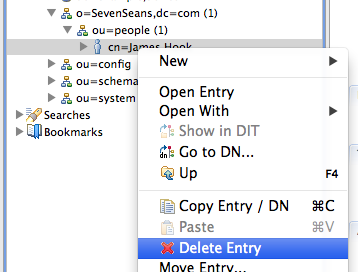 o=SevenSeans,dc=com (1)
ou=people (1)
cn=James Hook
ou=config
ou=schema
ou=system
Searches
Bookmarks
New
Open Entry
Open With
Show in DIT
Go to DN...
Up F4
Copy Entry / DN ⌘C
Paste ⌘V
Delete Entry
Move Entry...